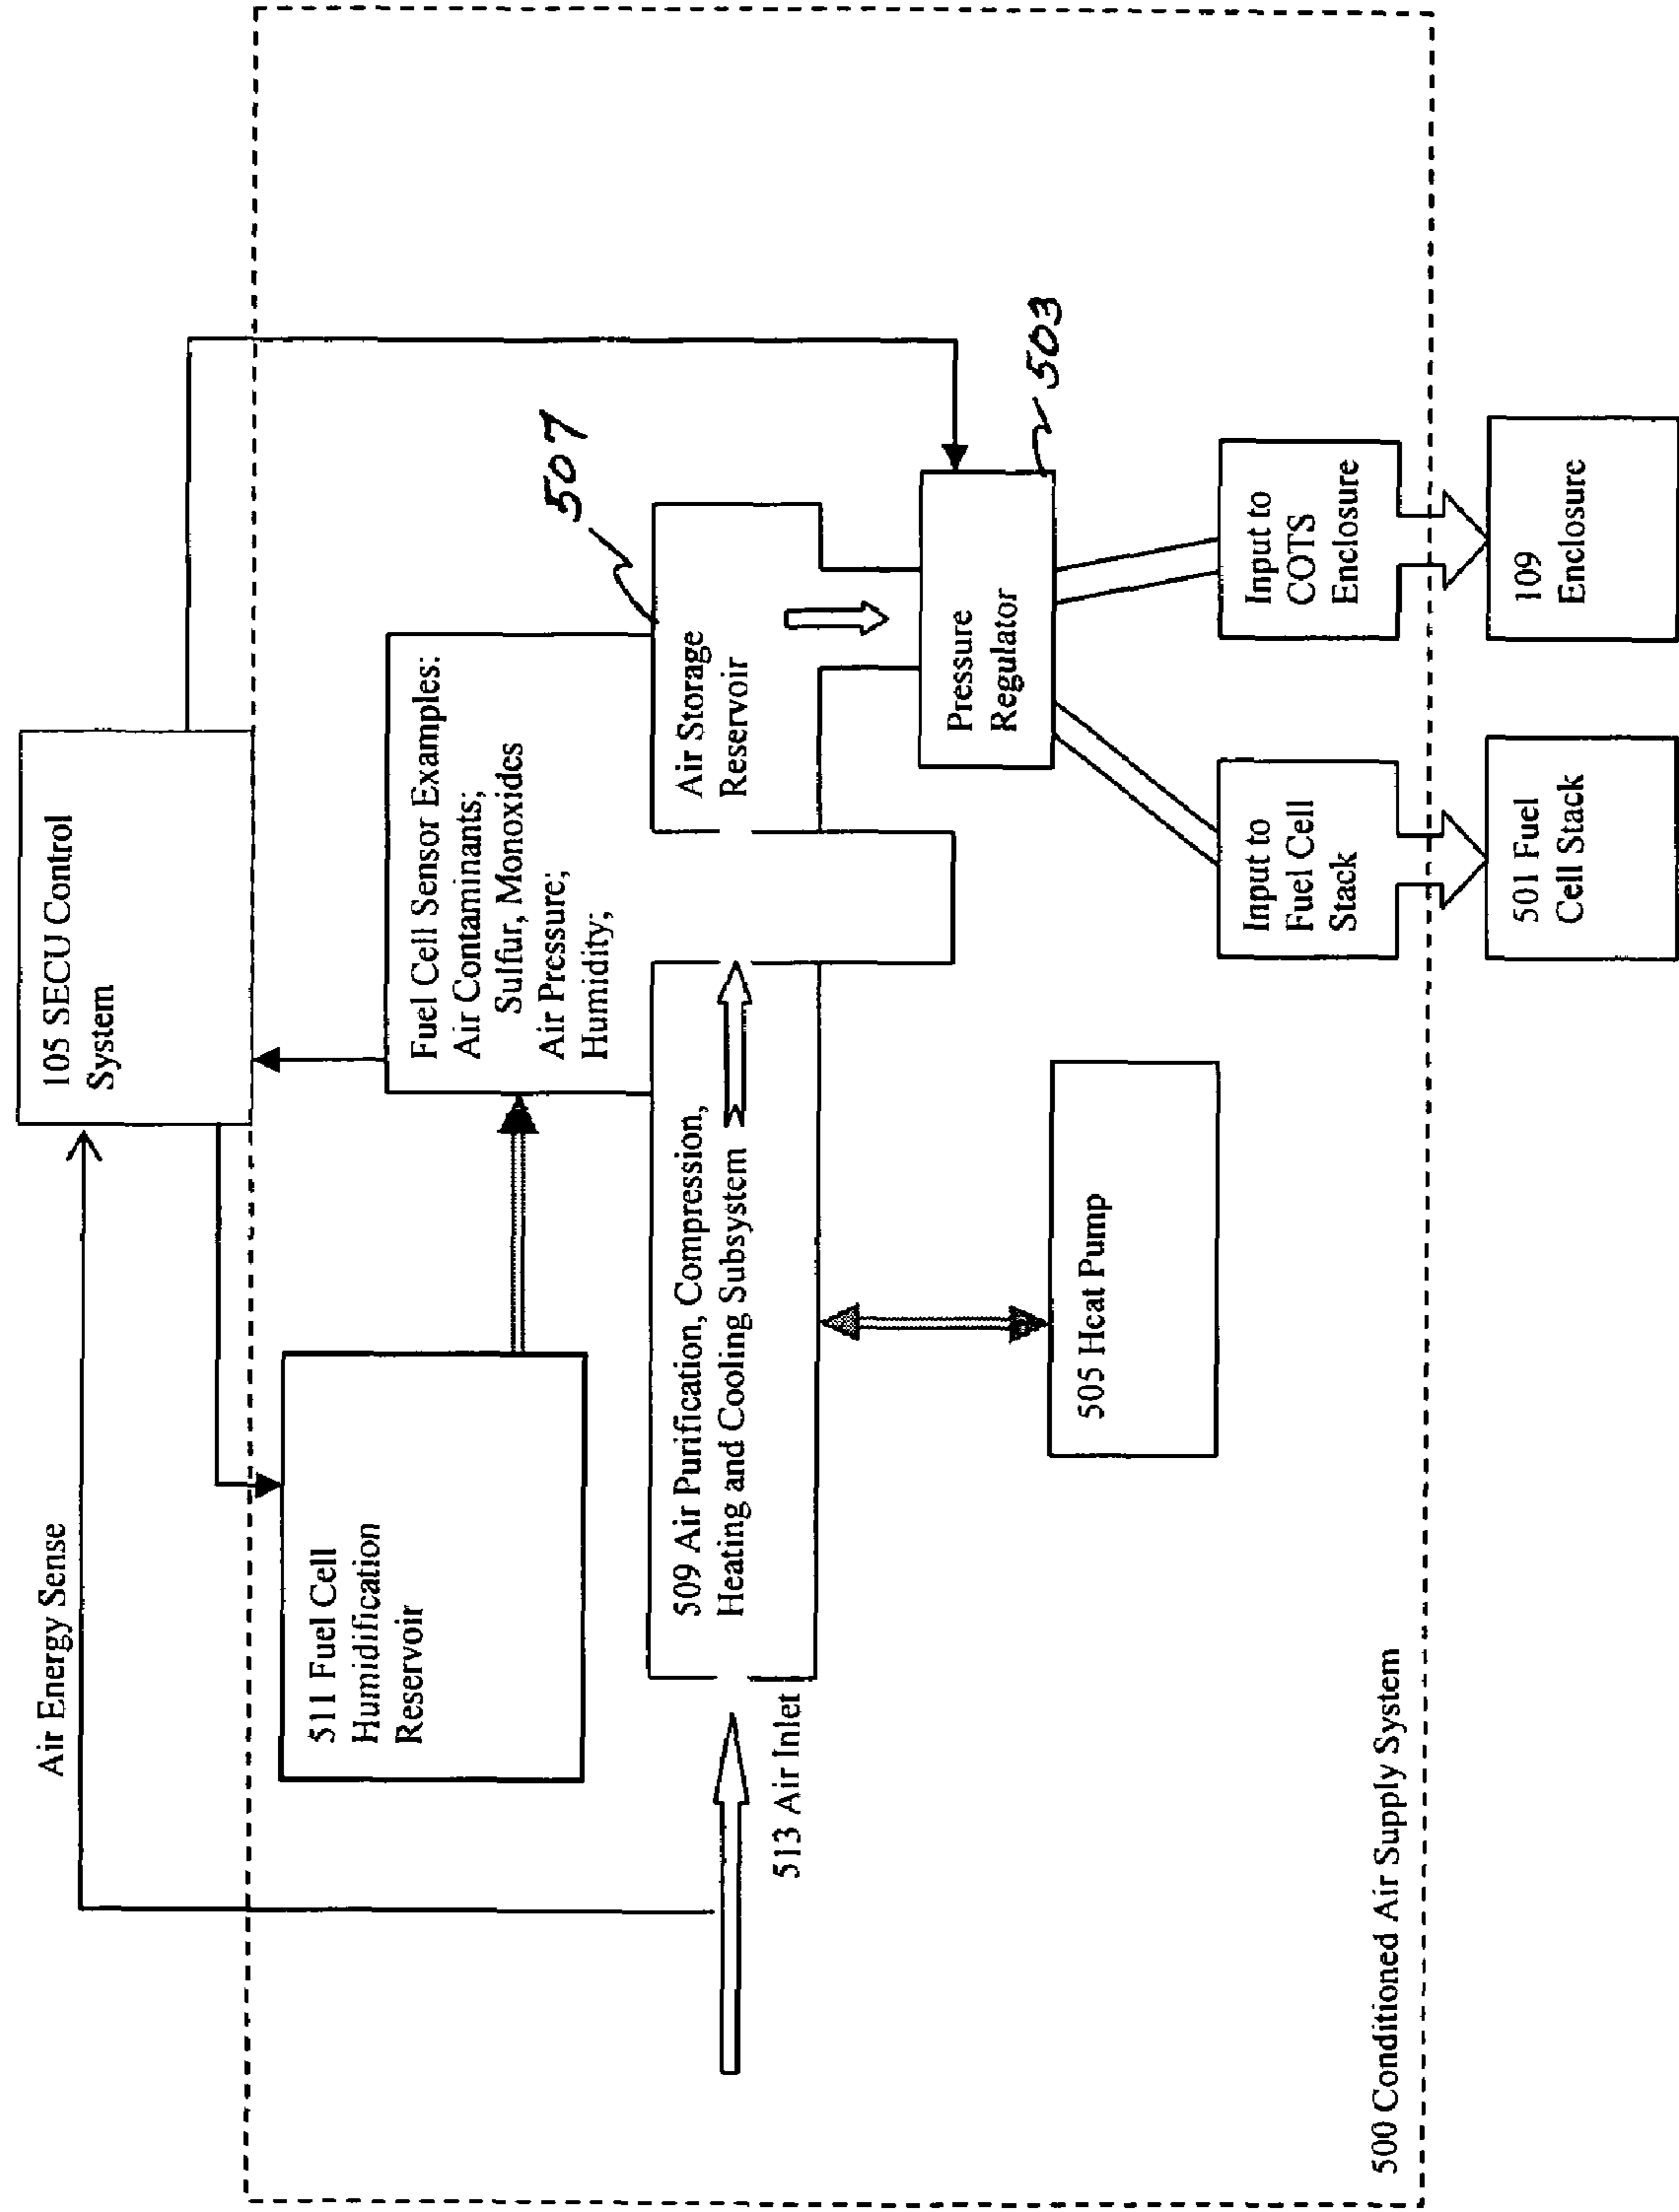 Air Energy Sense
105 SECU Control
System
511 Fuel Cell
Humidification
Reservoir
Fuel Cell Sensor Examples:
Air Contaminants;
Sulfur, Monoxides
Air Pressure;
Humidity;
507
513 Air Inlet
509 Air Purification, Compression,
Heating and Cooling Subsystem
Air Storage
Reservoir
505 Heat Pump
Pressure
Regulator
503
Input to
Fuel Cell
Stack
Input to
COTS
Enclosure
500 Conditioned Air Supply System
501 Fuel
Cell Stack
109
Enclosure